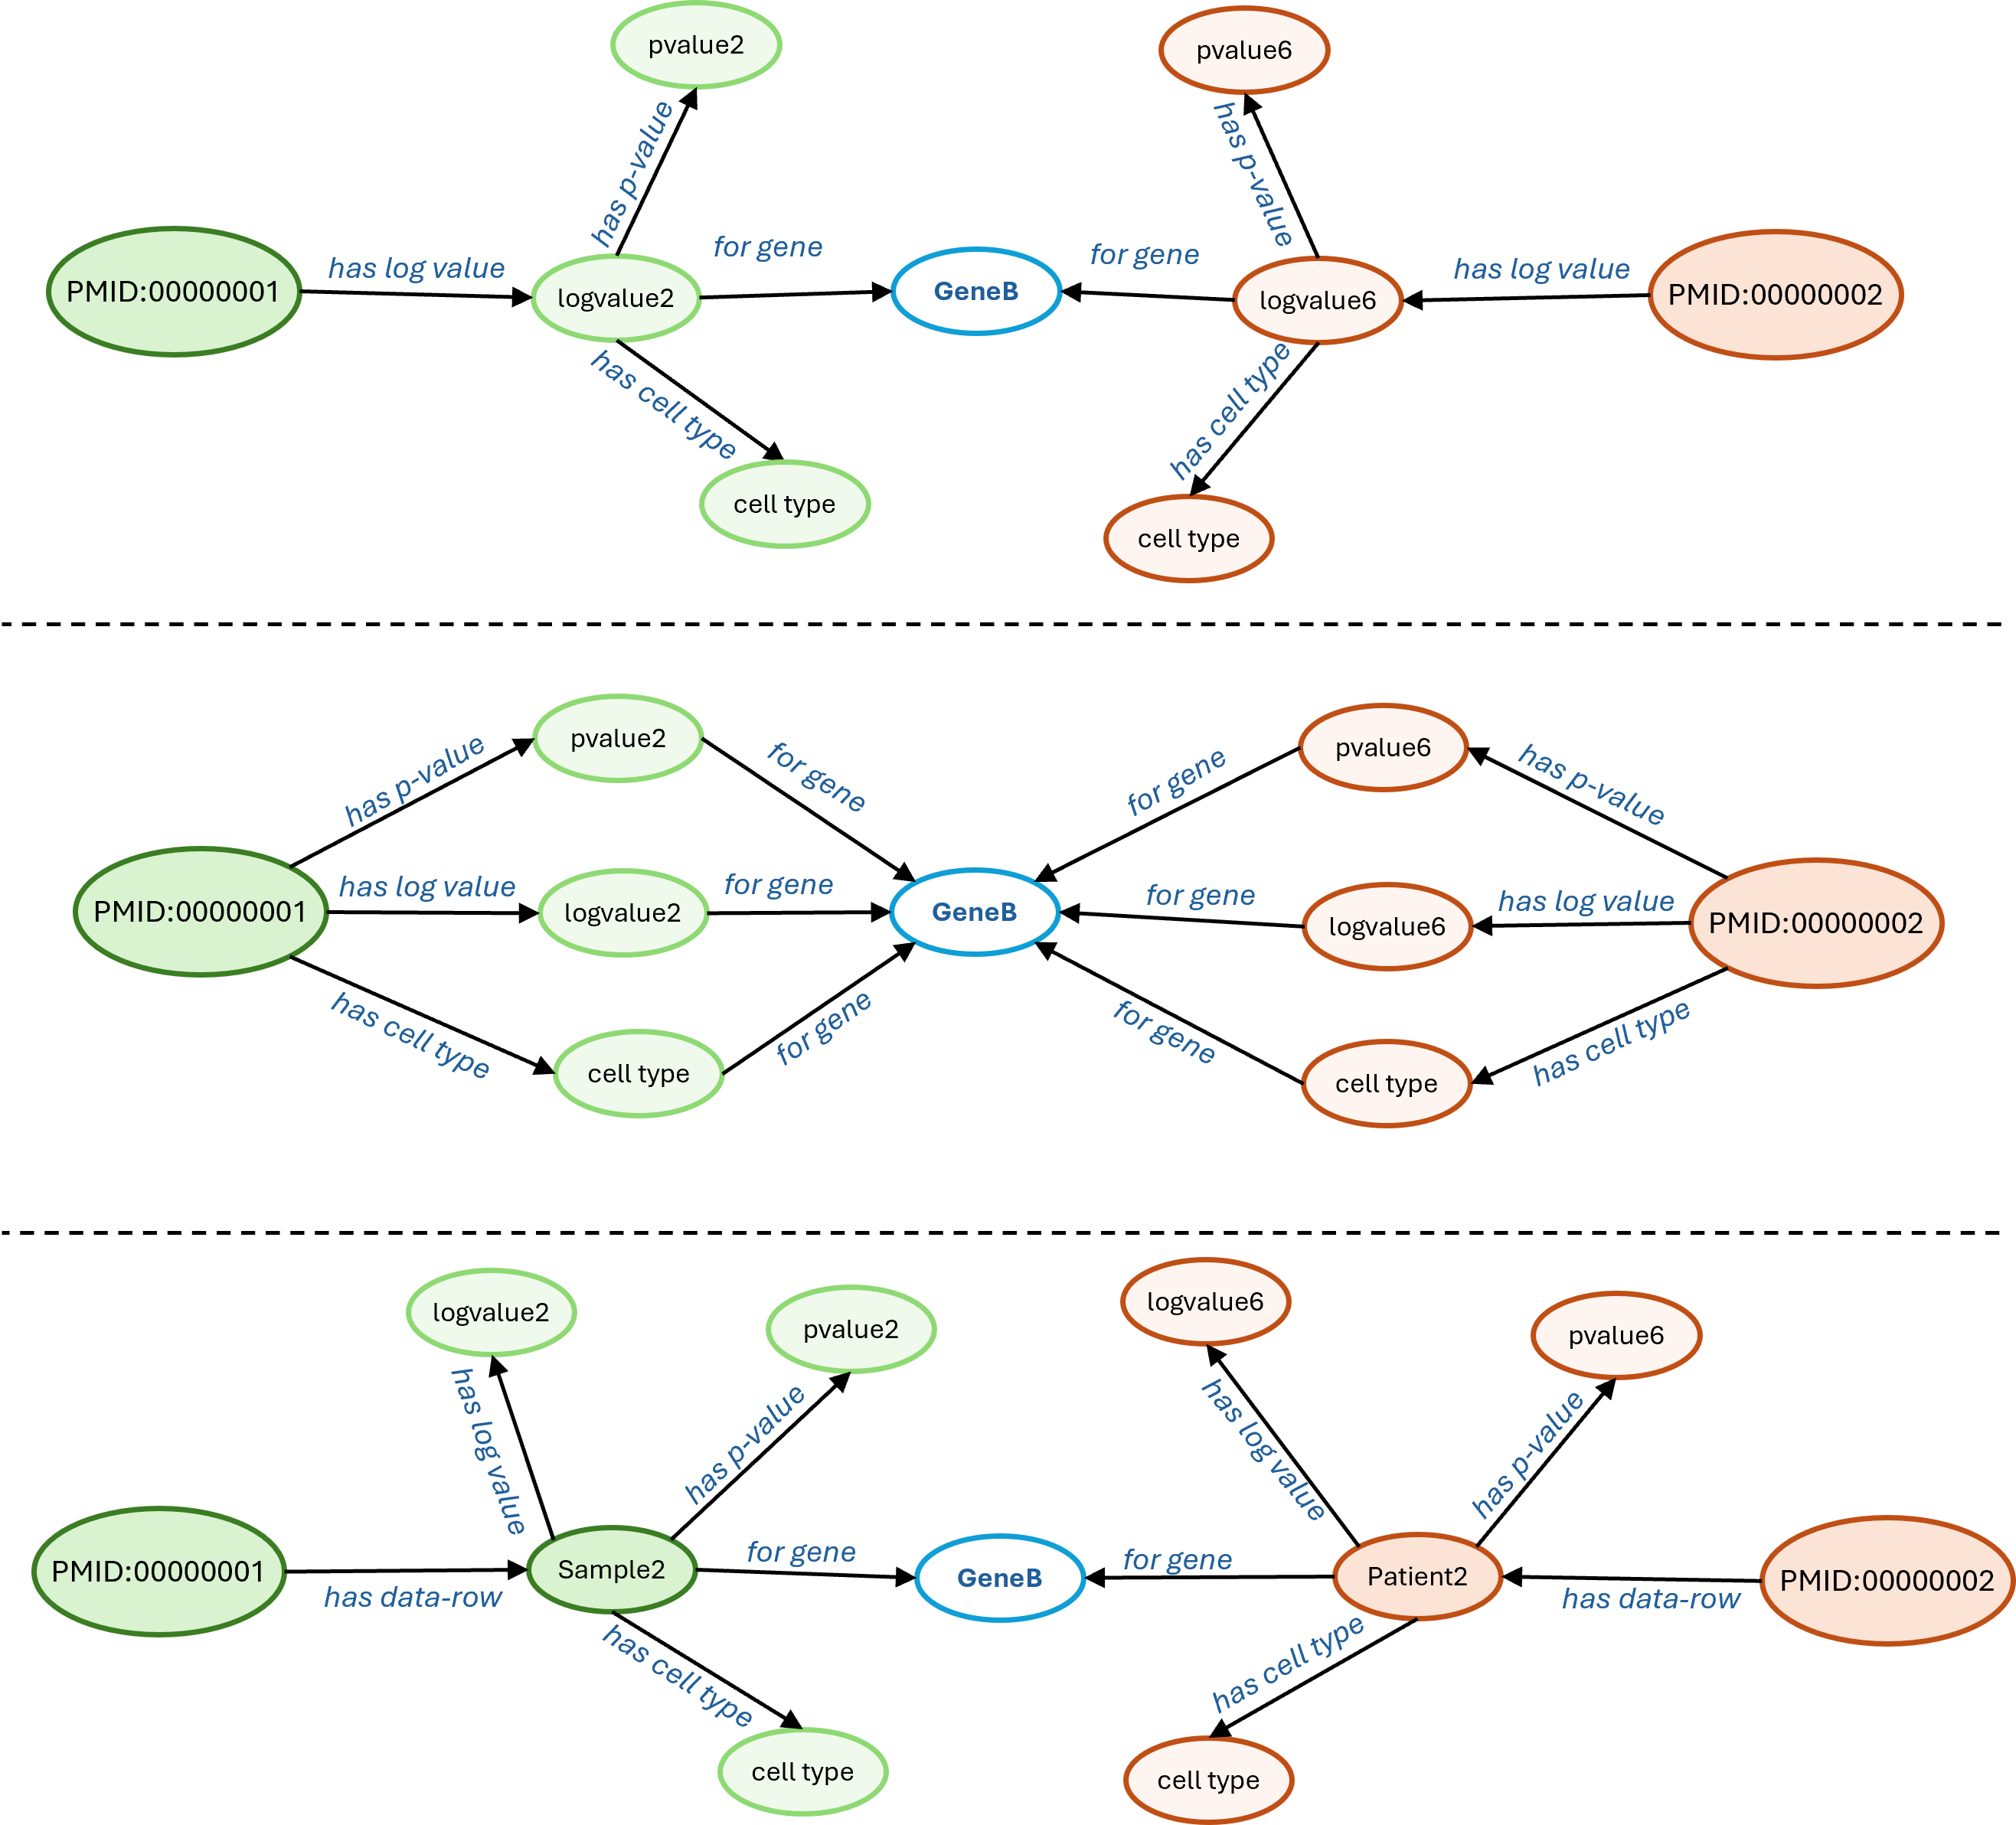 pvalue2
pvalue6
has p-value
has p-value
PMID:00000001
has log value
logvalue2
for gene
GeneB
for gene
logvalue6
has log value
PMID:00000002
has cell type
has cell type
cell type
cell type
pvalue2
pvalue6
has p-value
for gene
for gene
has p-value
PMID:00000001
has log value
logvalue2
for gene
GeneB
for gene
logvalue6
has log value
PMID:00000002
has cell type
for gene
for gene
has cell type
cell type
cell type
logvalue2
pvalue2
logvalue6
pvalue6
has log value
has p-value
has log value
has p-value
PMID:00000001
has data-row
Sample2
for gene
GeneB
for gene
Patient2
has data-row
PMID:00000002
has cell type
has cell type
cell type
cell type